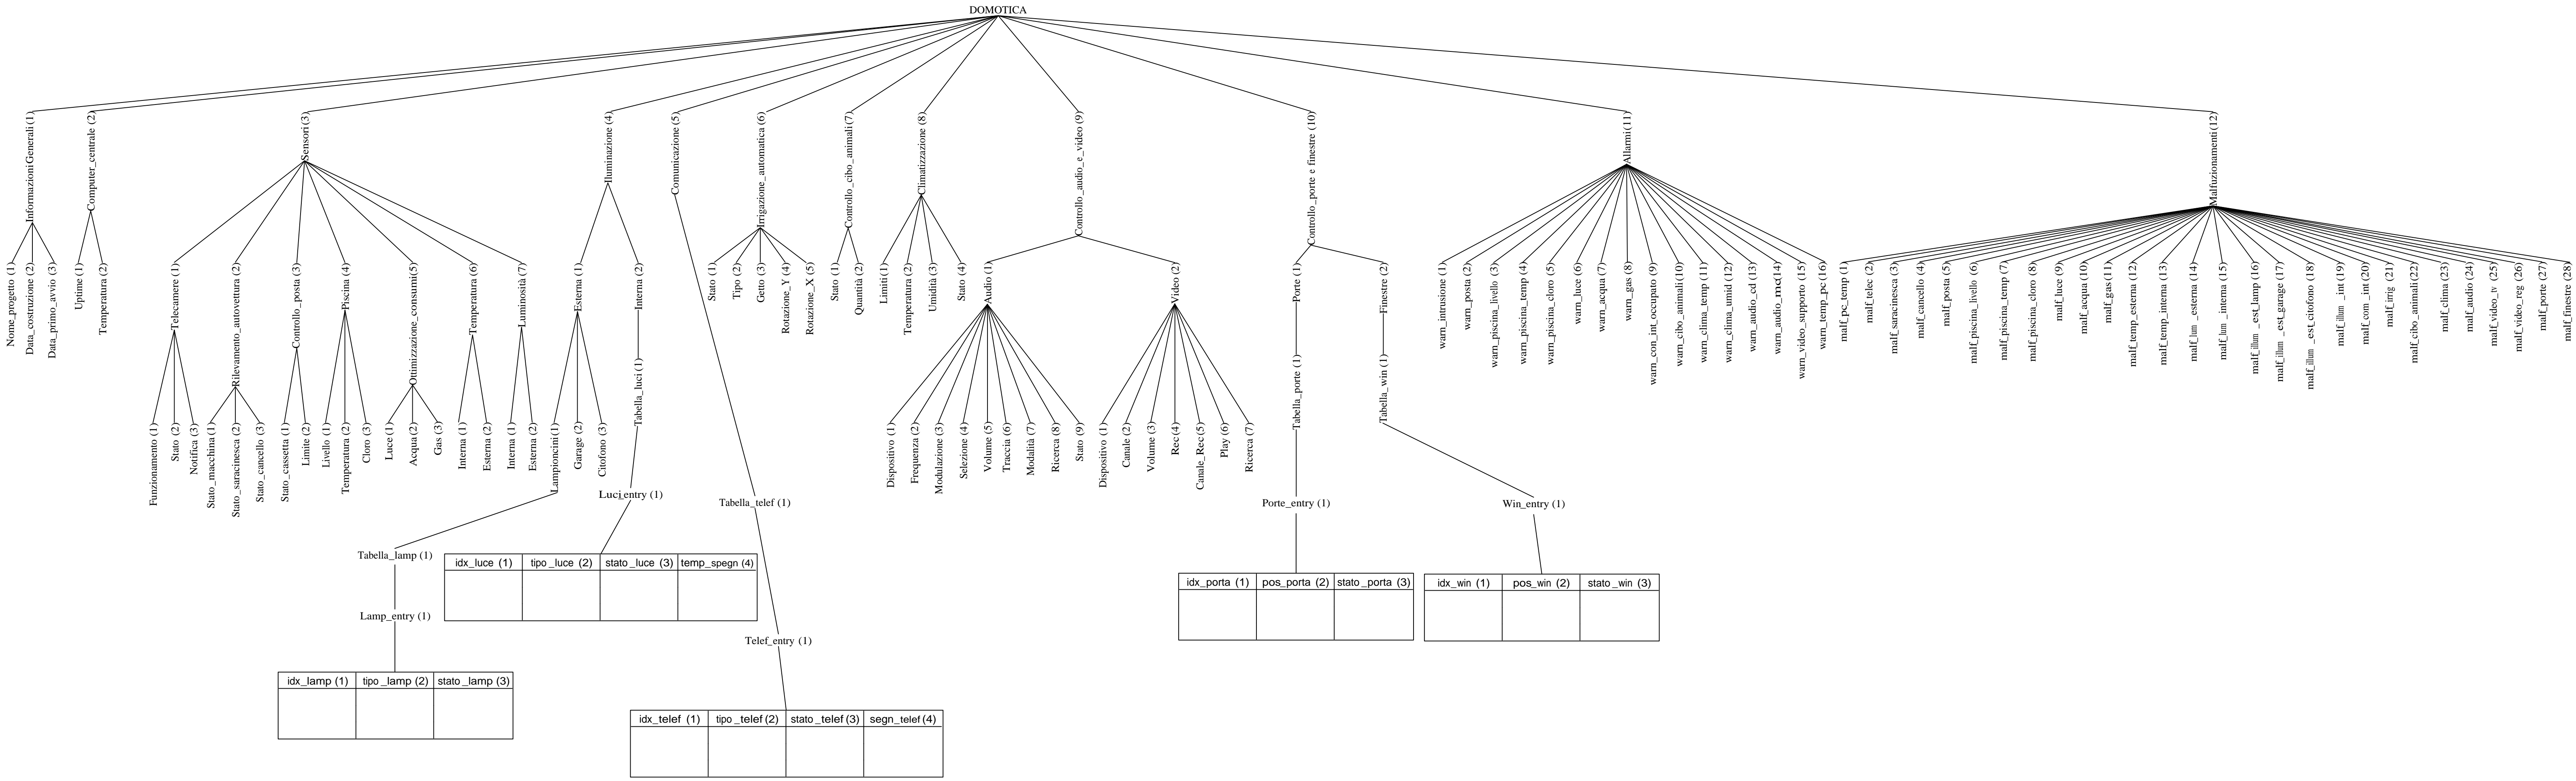 DOMOTICA
Informazioni Generali (1)
Computer_centrale (2)
Sensori (3)
Iluminazione (4)
Comunicazione (5)
Irrigazione_automatica (6)
Controllo_cibo_animali (7)
Climatizzazione (8)
Controllo_audio_e_video (9)
Controllo_porte e finestre (10)
Allarmi (11)
Malfuzionamenti (12)
Nome_progetto (1)
Data_costruzione (2)
Data_primo_avvio (3)
Uptime (1)
Temperatura (2)
Telecamere (1)
Rilevamento_autovettura (2)
Controllo_posta (3)
Piscina (4)
Ottimizzazione_consumi(5)
Temperatura (6)
Luminosità (7)
Esterna (1)
Interna (2)
Stato (1)
Tipo (2)
Getto (3)
Rotazione_Y (4)
Rotazione_X (5)
Stato (1)
Quantità (2)
Limiti (1)
Temperatura (2)
Umidità (3)
Stato (4)
Audio (1)
Video (2)
Porte (1)
Finestre (2)
warn_intrusione (1)
warn_posta (2)
warn_piscina_livello (3)
warn_piscina_temp (4)
warn_piscina_cloro (5)
warn_luce (6)
warn_acqua (7)
warn_gas (8)
warn_con_int_occupato (9)
warn_cibo_animali (10)
warn_clima_temp (11)
warn_clima_umid (12)
warn_audio_cd (13)
warn_audio_mcd(14)
warn_video_supporto (15)
warn_temp_pc (16)
malf_pc_temp (1)
malf_telec (2)
malf_saracinesca (3)
malf_cancello (4)
malf_posta (5)
malf_piscina_livello (6)
malf_piscina_temp (7)
malf_piscina_cloro (8)
malf_luce (9)
malf_acqua (10)
malf_gas (11)
malf_temp_esterna (12)
malf_temp_interna (13)
malf_lum_esterna (14)
malf_lum_interna (15)
malf_illum_est_lamp (16)
malf_illum_est_garage (17)
malf_illum_est_citofono (18)
malf_illum_int (19)
malf_com_int (20)
malf_irrig (21)
malf_cibo_animali (22)
malf_clima (23)
malf_audio (24)
malf_video_tv (25)
malf_video_reg (26)
malf_porte (27)
malf_finestre (28)
Tabella_luci (1)
Tabella_porte (1)
Tabella_win (1)
Funzionamento (1)
Stato (2)
Notifica (3)
Stato_macchina (1)
Stato_saracinesca (2)
Stato_cancello (3)
Stato_cassetta (1)
Limite (2)
Livello (1)
Temperatura (2)
Cloro (3)
Luce (1)
Acqua (2)
Gas (3)
Interna (1)
Esterna (2)
Interna (1)
Esterna (2)
Lampioncini (1)
Garage (2)
Citofono (3)
Dispositivo (1)
Frequenza (2)
Modulazione (3)
Selezione (4)
Volume (5)
Traccia (6)
Modalità (7)
Ricerca (8)
Stato (9)
Dispositivo (1)
Canale (2)
Volume (3)
Rec (4)
Canale_Rec (5)
Play (6)
Ricerca (7)
Luci_entry (1)
Tabella_telef (1)
Porte_entry (1)
Win_entry (1)
Tabella_lamp (1)
idx_luce (1) tipo_luce (2) stato_luce (3) temp_spegn (4)
idx_porta (1) pos_porta (2) stato_porta (3)
idx_win (1) pos_win (2) stato_win (3)
Lamp_entry (1)
Telef_entry (1)
idx_lamp (1) tipo_lamp (2) stato_lamp (3)
idx_telef (1) tipo_telef (2) stato_telef (3) segn_telef (4)